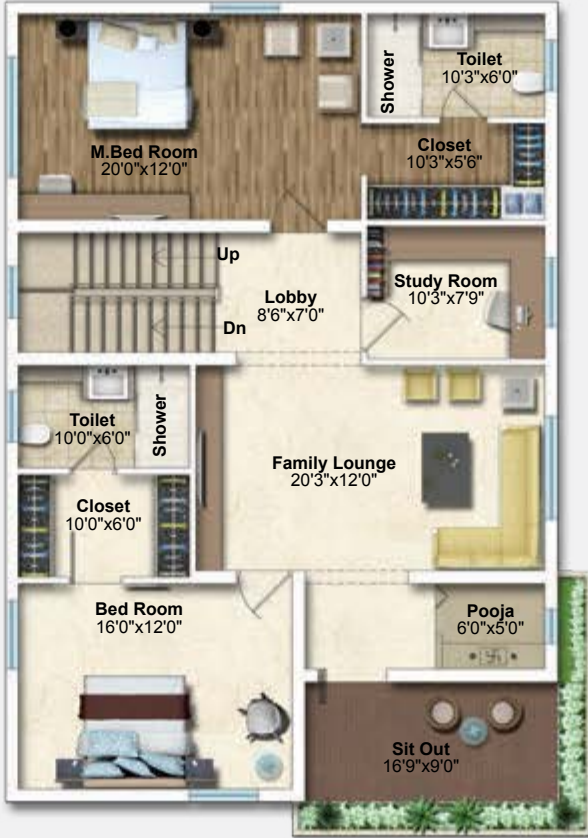 Shower
Toilet
10'3"x6'0"
M.Bed Room
20'0"x12'0"
Closet
10'3"x5'6"
Up
Lobby
8'6"x7'0"
Study Room
10'3"x7'9"
Dn
Toilet
10'0"x6'0"
Shower
Family Lounge
20'3"x12'0"
Closet
10'0"x6'0"
Bed Room
16'0"x12'0"
Pooja
6'0"x5'0"
Sit Out
16'9"x9'0"